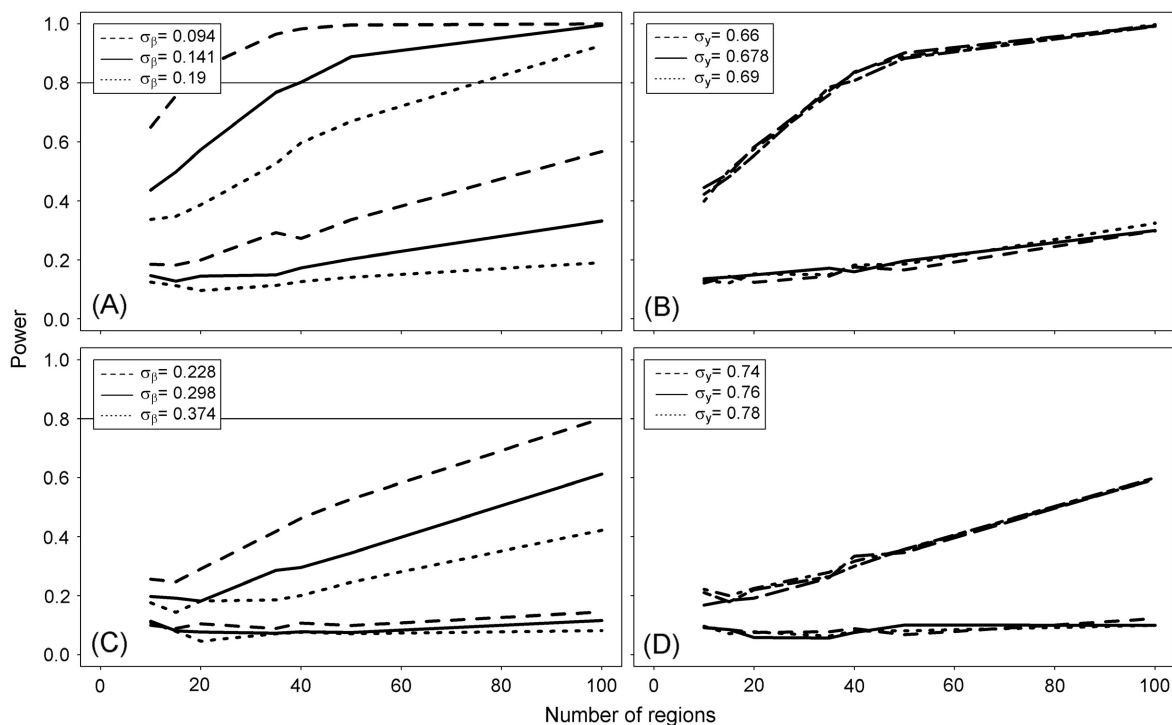 1.0
0.8
0.6
0.4
0.2
0.0
σβ= 0.094
σβ= 0.141
σβ= 0.19
(A)
σy= 0.66
σy= 0.678
σy= 0.69
(B)
Power
1.0
0.8
0.6
0.4
0.2
0.0
σβ= 0.228
σβ= 0.298
σβ= 0.374
(C)
σy= 0.74
σy= 0.76
σy= 0.78
(D)
0 20 40 60 80 100
0 20 40 60 80 100
Number of regions